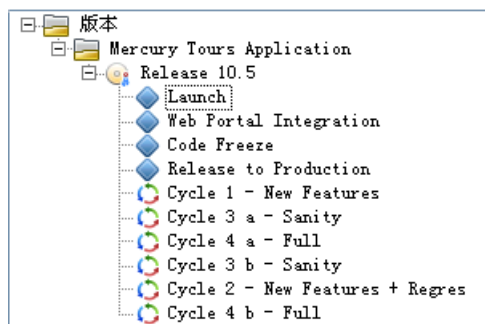 版本
Mercury Tours Application
Release 10.5
Launch
Web Portal Integration
Code Freeze
Release to Production
Cycle 1 - New Features
Cycle 3 a - Sanity
Cycle 4 a - Full
Cycle 3 b - Sanity
Cycle 2 - New Features + Regres
Cycle 4 b - Full